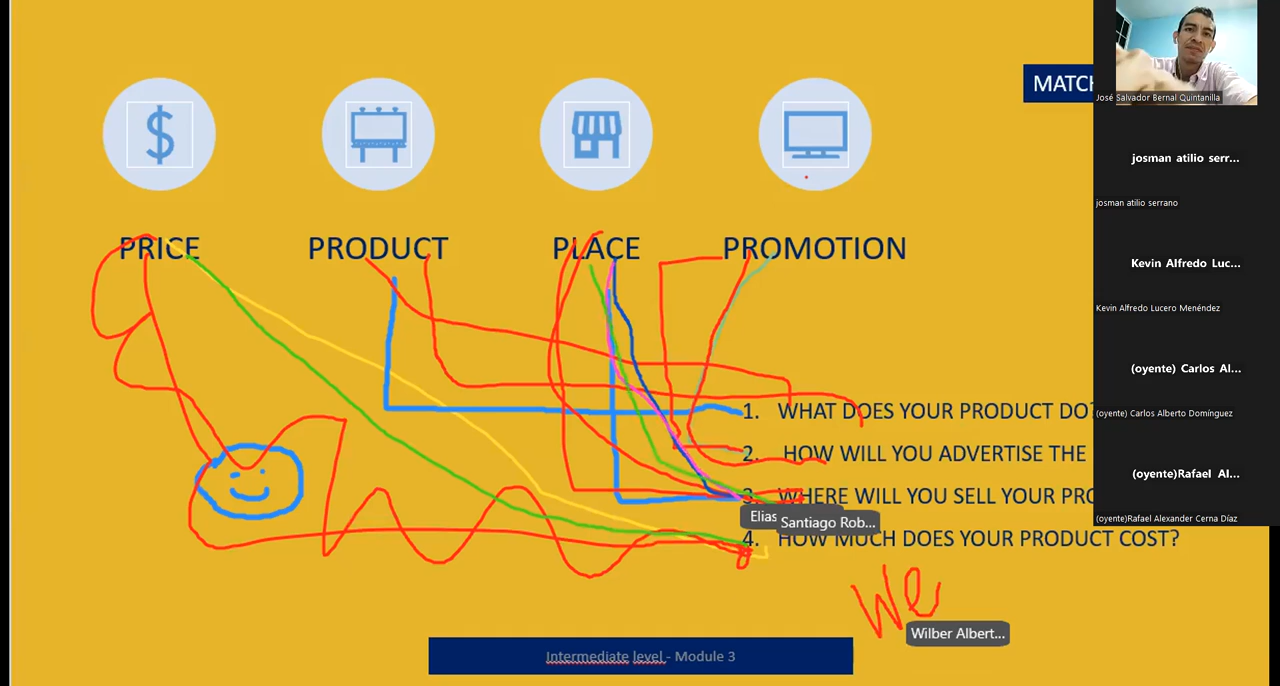 MATCH
PRICE PRODUCT PLACE PROMOTION
1. WHAT DOES YOUR PRODUCT DO?
2. HOW WILL YOU ADVERTISE THE
3. WHERE WILL YOU SELL YOUR PRO
4. HOW MUCH DOES YOUR PRODUCT COST?
Elias
Santiago Rob...
We
Wilber Albert...
Intermediate level - Module 3
José Salvador Bernal Quintanilla
josman atilio serr...
josman atilio serrano
Kevin Alfredo Luc...
Kevin Alfredo Lucero Menéndez
(oyente) Carlos Al...
(oyente) Carlos Alberto Domínguez
(oyente)Rafael Al...
(oyente)Rafael Alexander Cerna Díaz